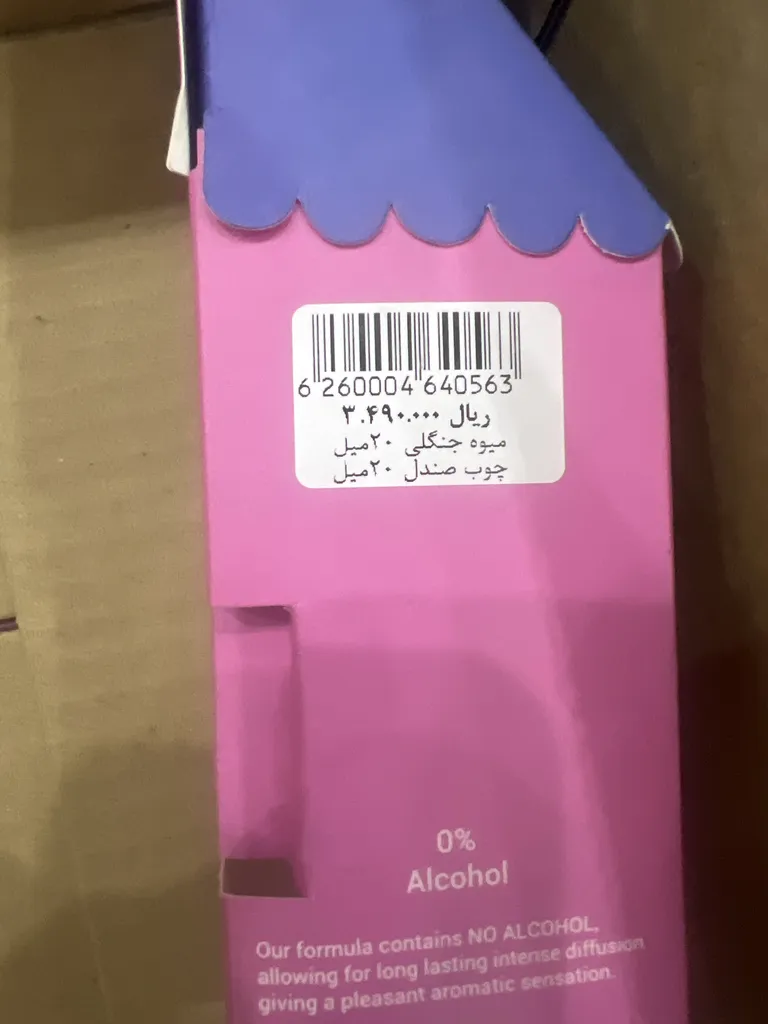 6 260004 640563
۳.۴۹۰.۰۰۰ ریال
میوه جنگلی ۲۰میل
چوب صندل ۲۰میل
0%
Alcohol
Our formula contains NO ALCOHOL,
allowing for long lasting intense diffusion
giving a pleasant aromatic sensation.